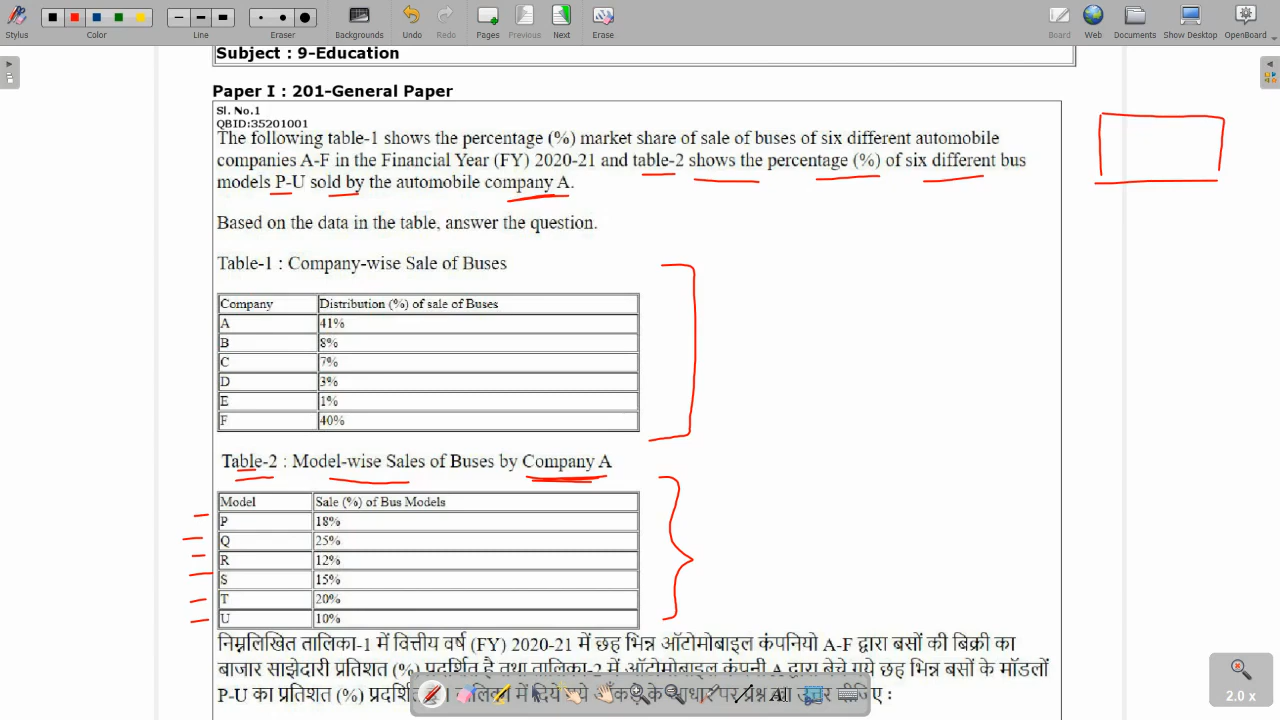 Stylus
Color
Line
Eraser
Backgrounds
Undo
Redo
Pages
Previous
Next
Erase
Board
Web
Documents
Show Desktop
OpenBoard
Subject : 9-Education
Paper I : 201-General Paper
Sl. No.1
QBID:35201001
The following table-1 shows the percentage (%) market share of sale of buses of six different automobile
companies A-F in the Financial Year (FY) 2020-21 and table-2 shows the percentage (%) of six different bus
models P-U sold by the automobile company A.
Based on the data in the table, answer the question.
Table-1 : Company-wise Sale of Buses
Company Distribution (%) of sale of Buses
A 41%
B 8%
C 7%
D 3%
E 1%
F 40%
Table-2 : Model-wise Sales of Buses by Company A
Model Sale (%) of Bus Models
P 18%
Q 25%
R 12%
S 15%
T 20%
U 10%
निम्नलिखित तालिका-1 में वित्तीय वर्ष (FY) 2020-21 में छह भिन्न ऑटोमोबाइल कंपनियो A-F द्वारा बसों की बिक्री का
बाजार साझेदारी प्रतिशत (%) प्रदर्शित है तथा तालिका-2 में ऑटोमोबाइल कंपनी A द्वारा बेचे गये छह भिन्न बसों के मॉडलों
P-U का प्रतिशत (%) में दिये के आधार पर प्रश्न का उत्तर दीजिए :
2.0 x